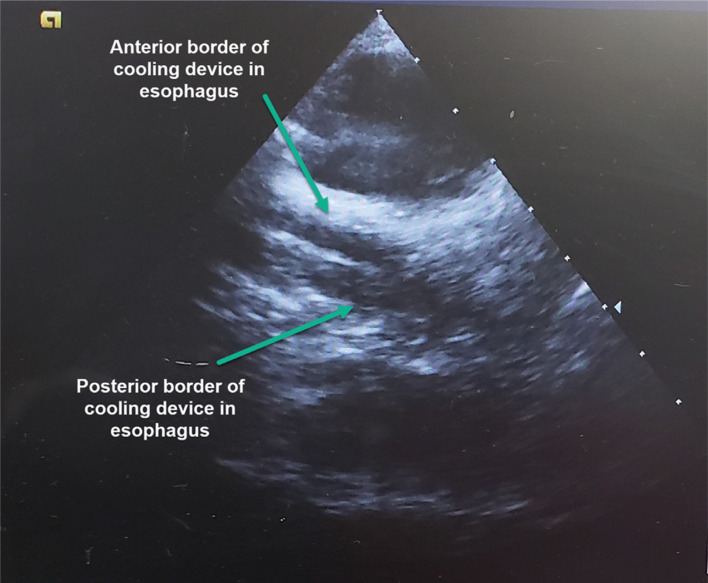 Anterior border of
cooling device in
esophagus
Posterior border of
cooling device in
esophagus